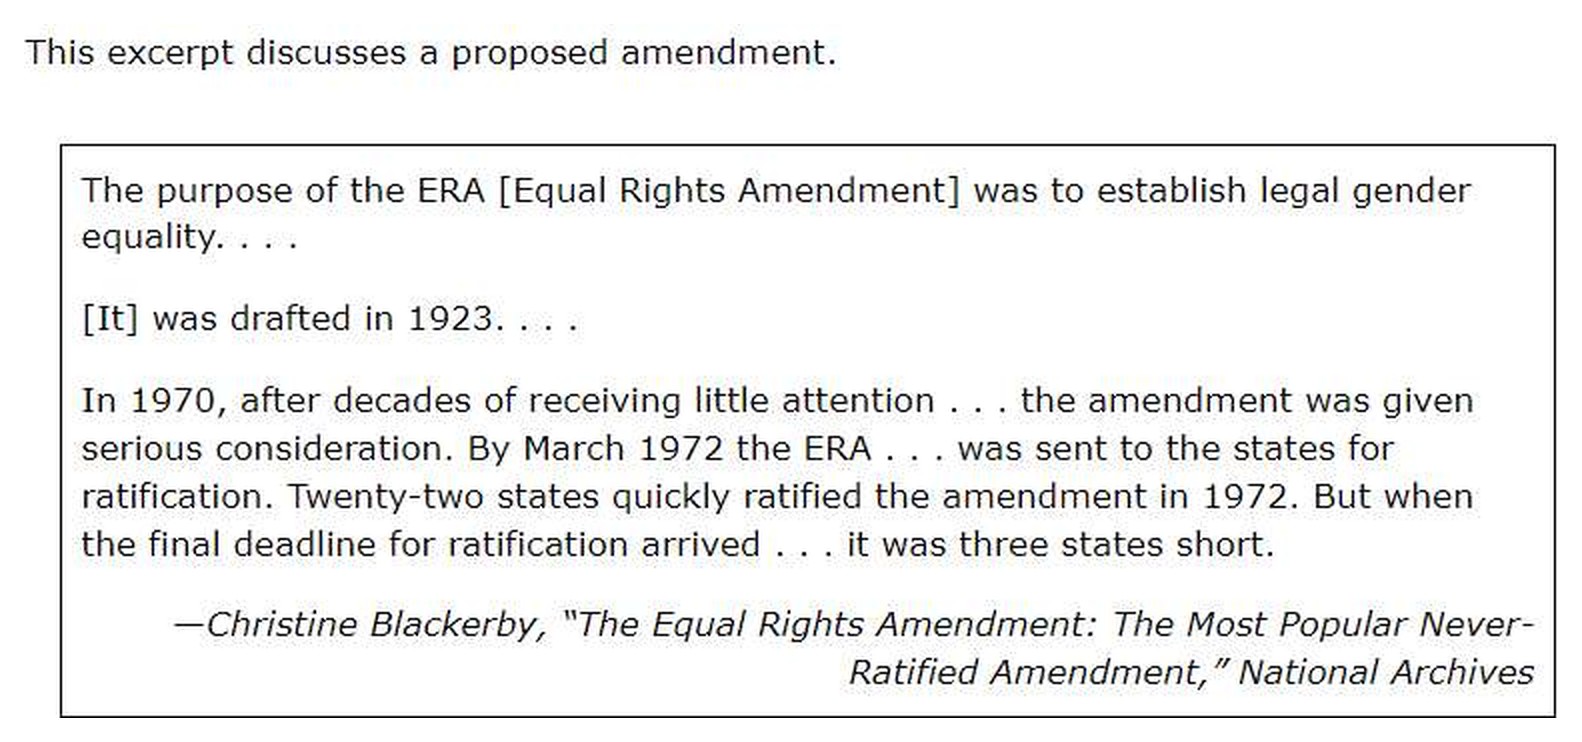 This excerpt discusses a proposed amendment.
The purpose of the ERA [Equal Rights Amendment] was to establish legal gender
equality. . . .
[It] was drafted in 1923. . . .
In 1970, after decades of receiving little attention . . . the amendment was given
serious consideration. By March 1972 the ERA . . . was sent to the states for
ratification. Twenty-two states quickly ratified the amendment in 1972. But when
the final deadline for ratification arrived . . . it was three states short.
—Christine Blackerby, “The Equal Rights Amendment: The Most Popular Never-
Ratified Amendment,” National Archives